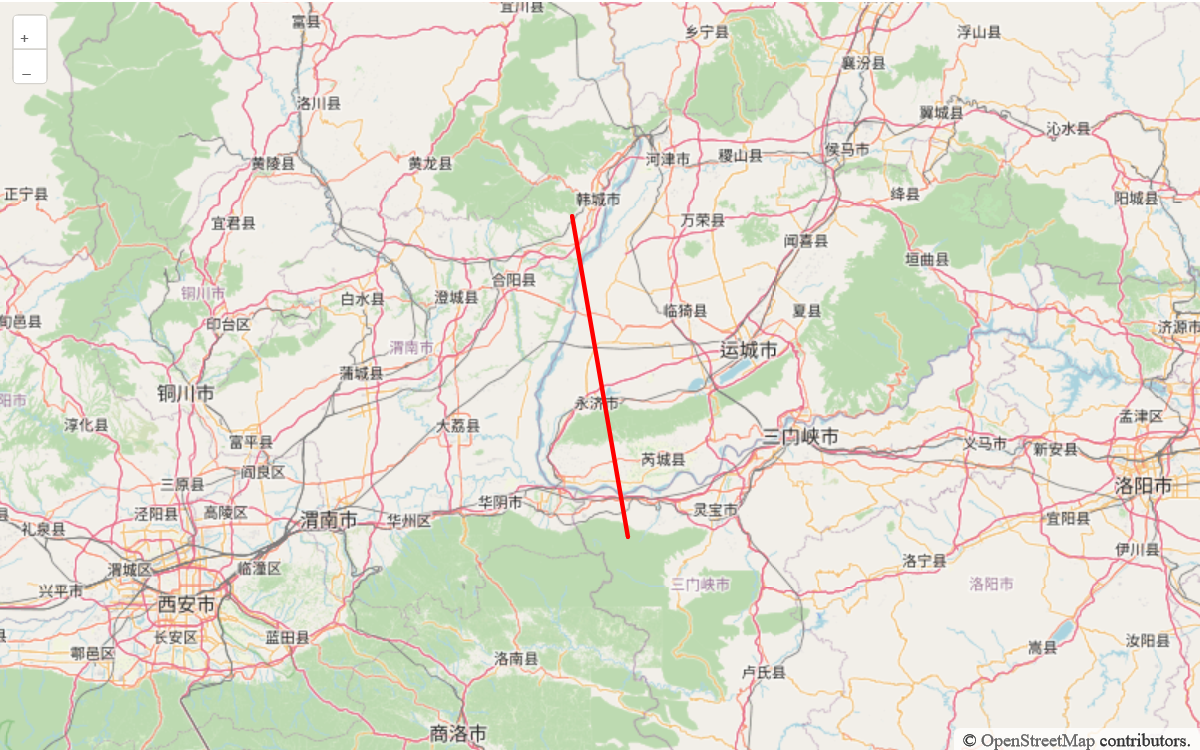 宜川县
富县
乡宁县
浮山县
+
襄汾县
–
洛川县
翼城县
沁水县
侯马市
黄陵县
黄龙县
河津市
稷山县
正宁县
韩城市
绛县
阳城县
宜君县
万荣县
闻喜县
垣曲县
合阳县
铜川市
白水县
澄城县
临猗县
夏县
旬邑县
印台区
济源市
渭南市
运城市
蒲城县
铜川市
阳市
永济市
淳化县
大荔县
孟津区
富平县
三门峡市
义马市
新安县
芮城县
阎良区
三原县
洛阳市
华阴市
灵宝市
县
泾阳县
高陵区
渭南市
华州区
宜阳县
礼泉县
伊川县
渭城区
临潼区
洛宁县
兴平市
三门峡市
洛阳市
西安市
县
长安区
蓝田县
汝阳县
鄠邑区
嵩县
洛南县
卢氏县
商洛市
© OpenStreetMap contributors.